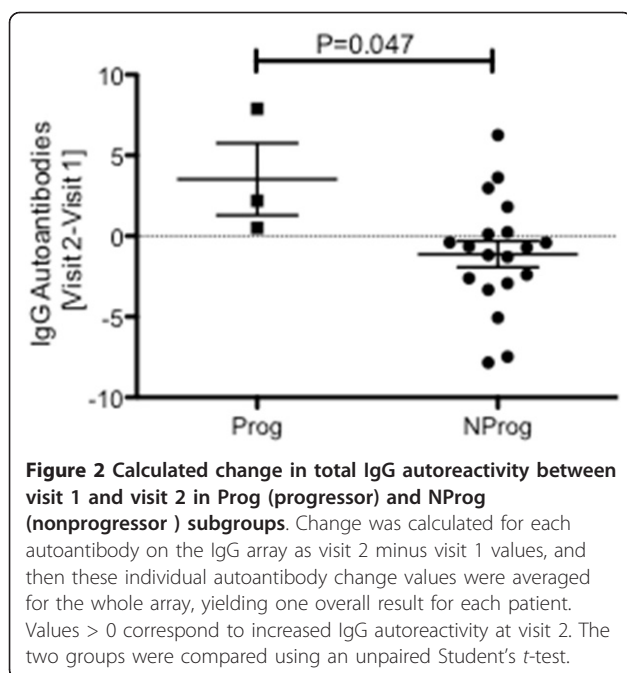 P=0.047
10
5
0
-5
-10
IgG Autoantibodies
[Visit 2-Visit 1]
Prog
NProg
Figure 2 Calculated change in total IgG autoreactivity between
visit 1 and visit 2 in Prog (progressor) and NProg
(nonprogressor ) subgroups. Change was calculated for each
autoantibody on the IgG array as visit 2 minus visit 1 values, and
then these individual autoantibody change values were averaged
for the whole array, yielding one overall result for each patient.
Values > 0 correspond to increased IgG autoreactivity at visit 2. The
two groups were compared using an unpaired Student's t-test.